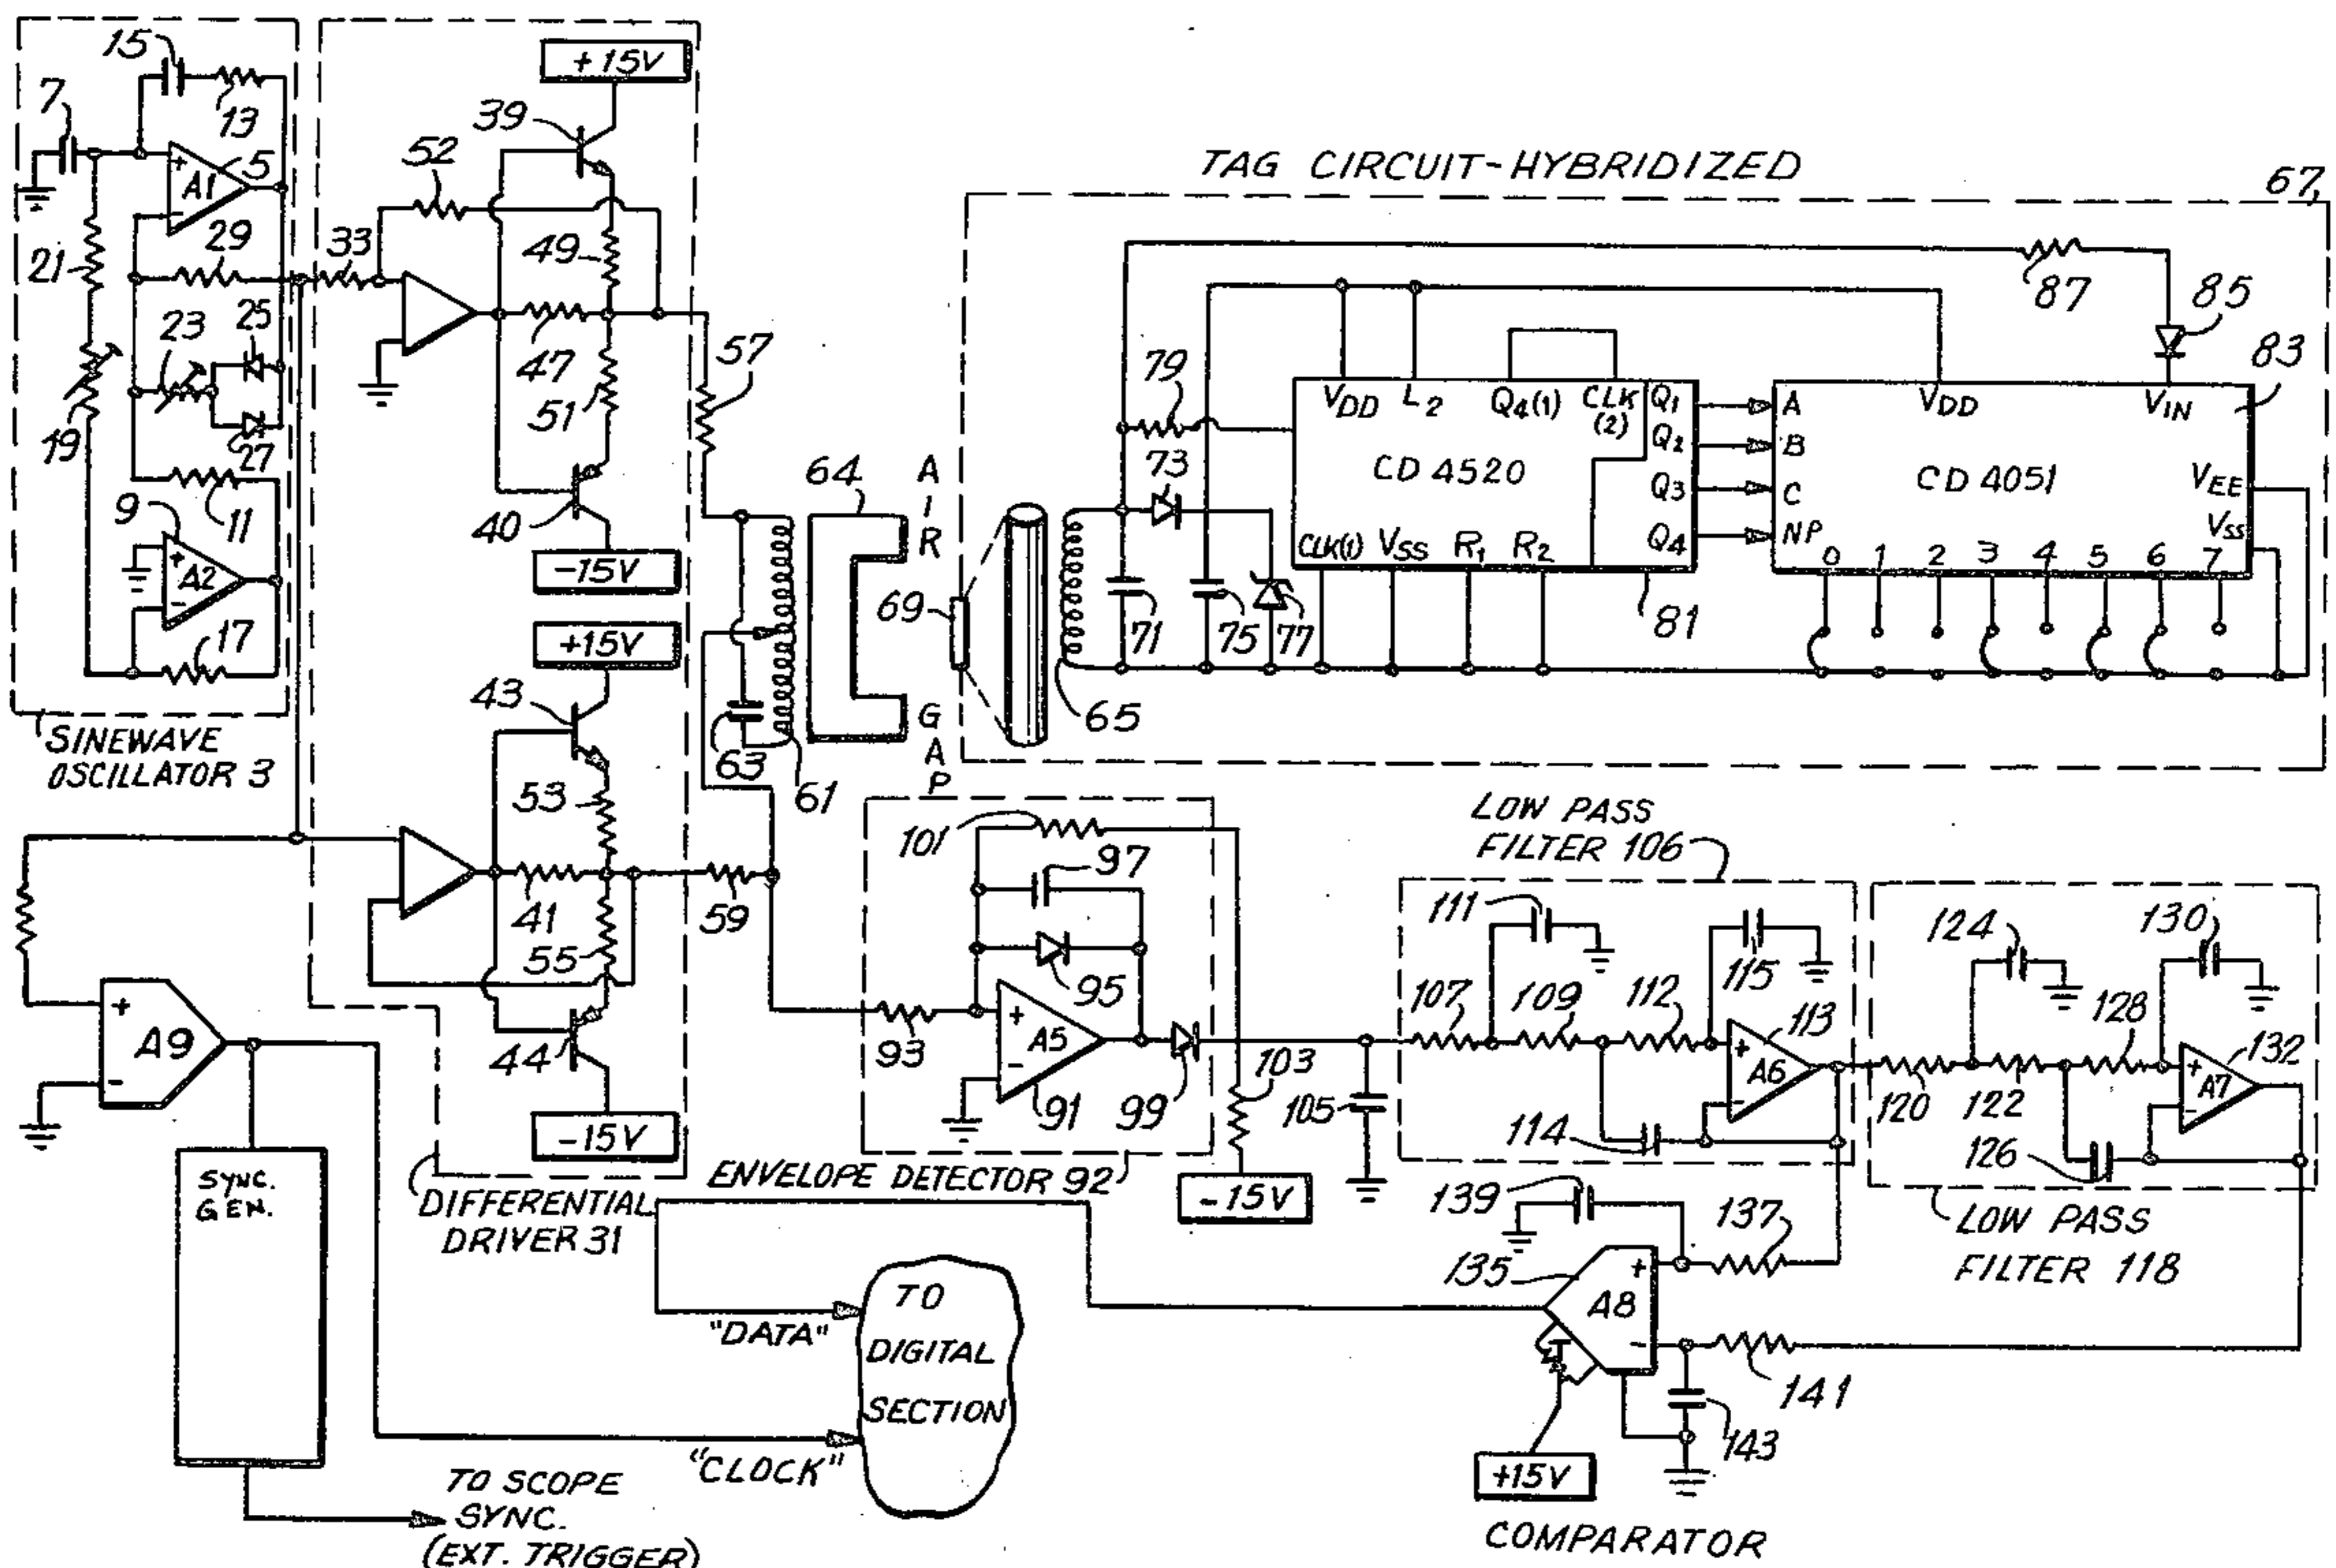 15
7
13
+
A1
5
-
29
21
23
25
27
19
11
9
+
A2
-
17
SINEWAVE
OSCILLATOR 3
+15V
39
52
33
49
47
51
40
-15V
57
+15V
43
53
41
55
44
-15V
59
DIFFERENTIAL
DRIVER 31
64
63
61
AIR
GAP
TAG CIRCUIT-HYBRIDIZED
67
69
65
87
85
83
79
73
71
75
77
VDD
L2
Q4(1)
CLK
(2)
Q1
Q2
Q3
Q4
CD 4520
CLK(1)
VSS
R1
R2
81
A
B
C
NP
VDD
VIN
CD 4051
VEE
VSS
0 1 2 3 4 5 6 7
101
97
95
93
+
A5
-
91
99
103
-15V
105
ENVELOPE DETECTOR 92
LOW PASS
FILTER 106
111
115
107
109
112
113
+
A6
-
114
124
130
128
132
120
122
+
A7
-
126
LOW PASS
FILTER 118
139
137
135
+
A8
-
141
143
+15V
COMPARATOR
+
A9
-
SYNC.
GEN.
TO
DIGITAL
SECTION
"DATA"
"CLOCK"
TO SCOPE
SYNC.
(EXT. TRIGGER)